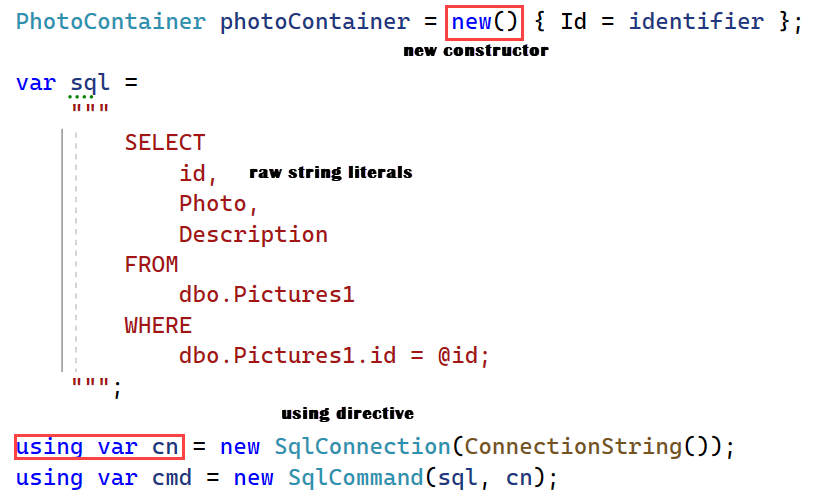 PhotoContainer photoContainer = new() { Id = identifier };
new constructor
var sql =
"""
SELECT
id,
raw string literals
Photo,
Description
FROM
dbo.Pictures1
WHERE
dbo.Pictures1.id = @id;
""";
using directive
using var cn = new SqlConnection(ConnectionString());
using var cmd = new SqlCommand(sql, cn);